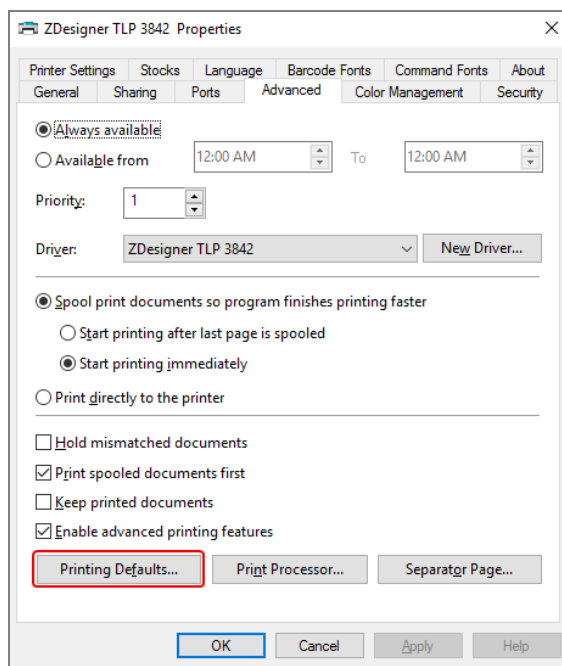 ZDesigner TLP 3842 Properties
Printer Settings Stocks Language Barcode Fonts Command Fonts About
General Sharing Ports Advanced Color Management Security
Always available
Available from 12:00 AM To 12:00 AM
Priority: 1
Driver: ZDesigner TLP 3842 New Driver...
Spool print documents so program finishes printing faster
Start printing after last page is spooled
Start printing immediately
Print directly to the printer
Hold mismatched documents
Print spooled documents first
Keep printed documents
Enable advanced printing features
Printing Defaults... Print Processor... Separator Page...
OK Cancel Apply Help